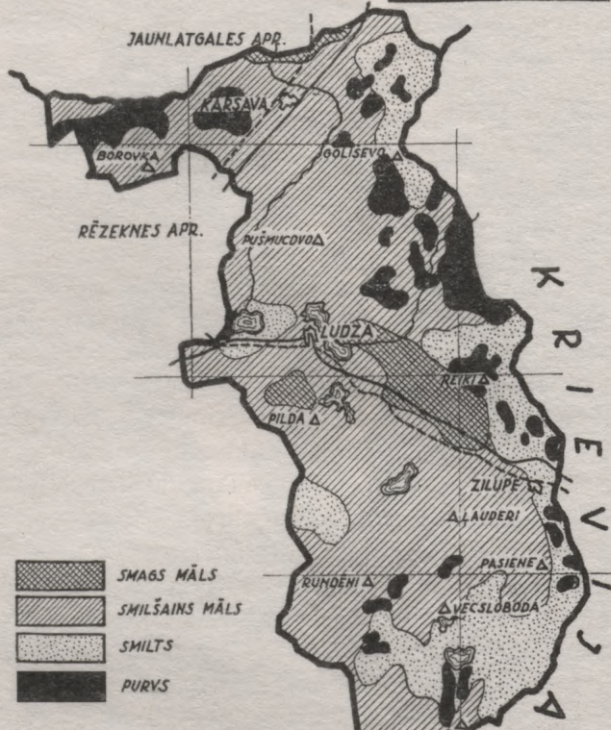 JAUNLATGALES APR.
KĀRSAVA
BOROVKA
GOLIŠEVO
RĒZEKNES APR.
PUŠMUCOVO
KRIEVIJA
LUDZA
REIKI
PILDA
ZILUPE
LAUDERI
PASIENE
RUNDENI
VECSLOBODA
SMAGS MĀLS
SMILŠAINS MĀLS
SMILTS
PURVS